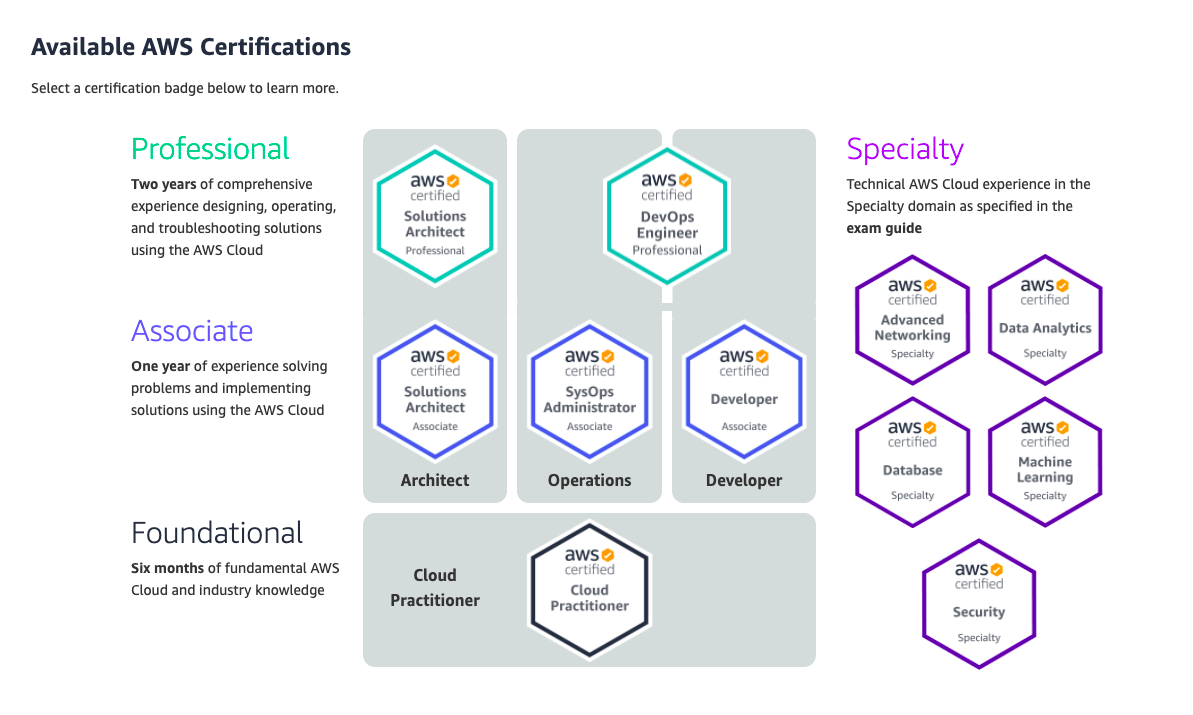 Available AWS Certifications
Select a certification badge below to learn more.
Professional
Two years of comprehensive
experience designing, operating,
and troubleshooting solutions
using the AWS Cloud
aws
certified
Solutions
Architect
Professional
aws
certified
DevOps
Engineer
Professional
Associate
One year of experience solving
problems and implementing
solutions using the AWS Cloud
aws
certified
Solutions
Architect
Associate
aws
certified
SysOps
Administrator
Associate
aws
certified
Developer
Associate
Architect
Operations
Developer
Foundational
Six months of fundamental AWS
Cloud and industry knowledge
Cloud
Practitioner
aws
certified
Cloud
Practitioner
Specialty
Technical AWS Cloud experience in the
Specialty domain as specified in the
exam guide
aws
certified
Advanced
Networking
Specialty
aws
certified
Data Analytics
Specialty
aws
certified
Database
Specialty
aws
certified
Machine
Learning
Specialty
aws
certified
Security
Specialty